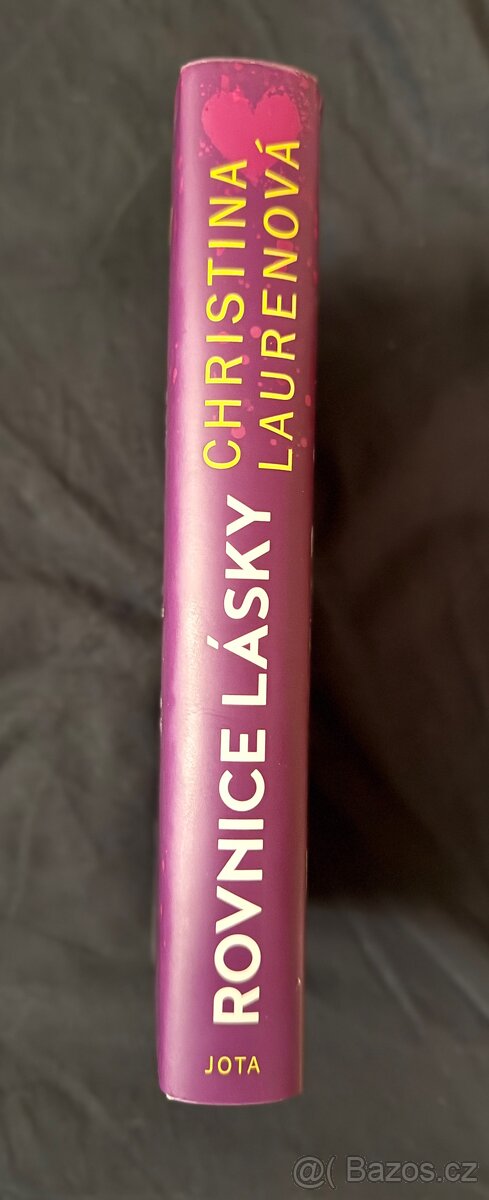 CHRISTINA
LAURENOVÁ
ROVNICE LÁSKY
JOTA
@( Bazos.cz